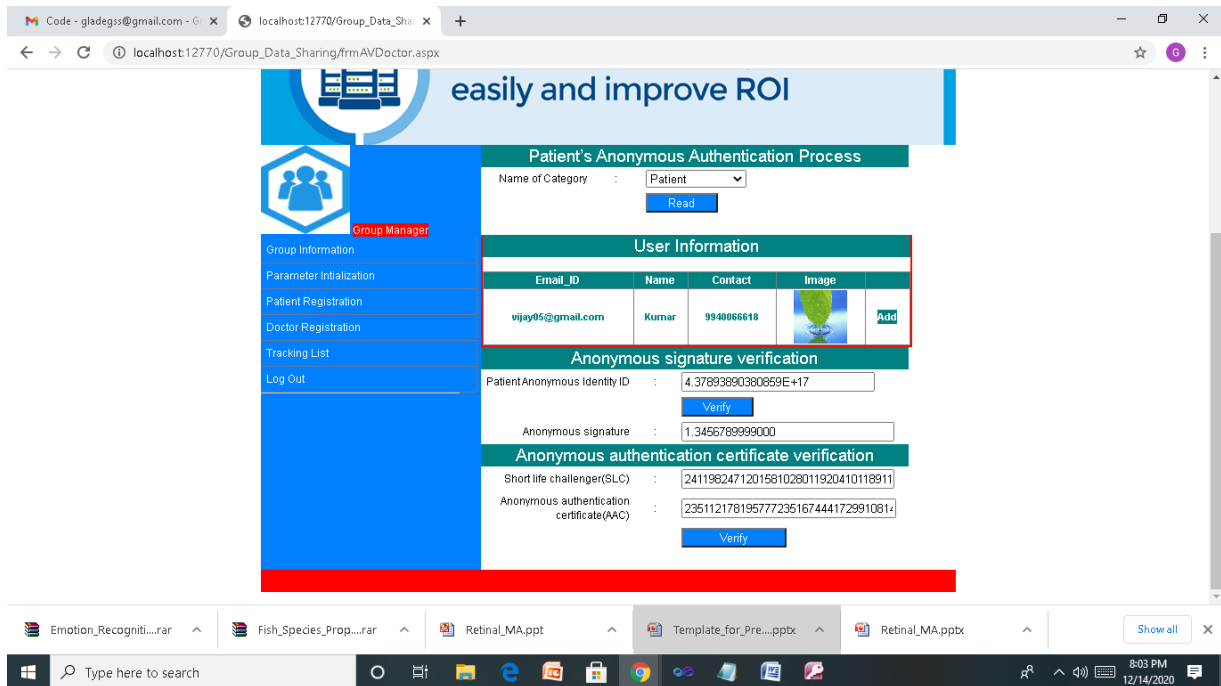 Code - gladegss@gmail.com - G
localhost:12770/Group_Data_Sha
localhost:12770/Group_Data_Sharing/frmAVDoctor.aspx
G
easily and improve ROI
Group Manager
Group Information
Parameter Intialization
Patient Registration
Doctor Registration
Tracking List
Log Out
Patient's Anonymous Authentication Process
Name of Category : Patient
Read
User Information
Email_ID Name Contact Image
vijay05@gmail.com Kumar 9940066618 Add
Anonymous signature verification
Patient Anonymous Identity ID : 4.37893890380859E+17
Verify
Anonymous signature : 1.3456789999000
Anonymous authentication certificate verification
Short life challenger(SLC) : 2411982471201581028011920410118911
Anonymous authentication
certificate(AAC) : 2351121781957772351674441729910814
Verify
Emotion_Recogniti....rar Fish_Species_Prop....rar Retinal_MA.ppt Template_for_Pre....pptx Retinal_MA.pptx Show all
Type here to search
8:03 PM
12/14/2020